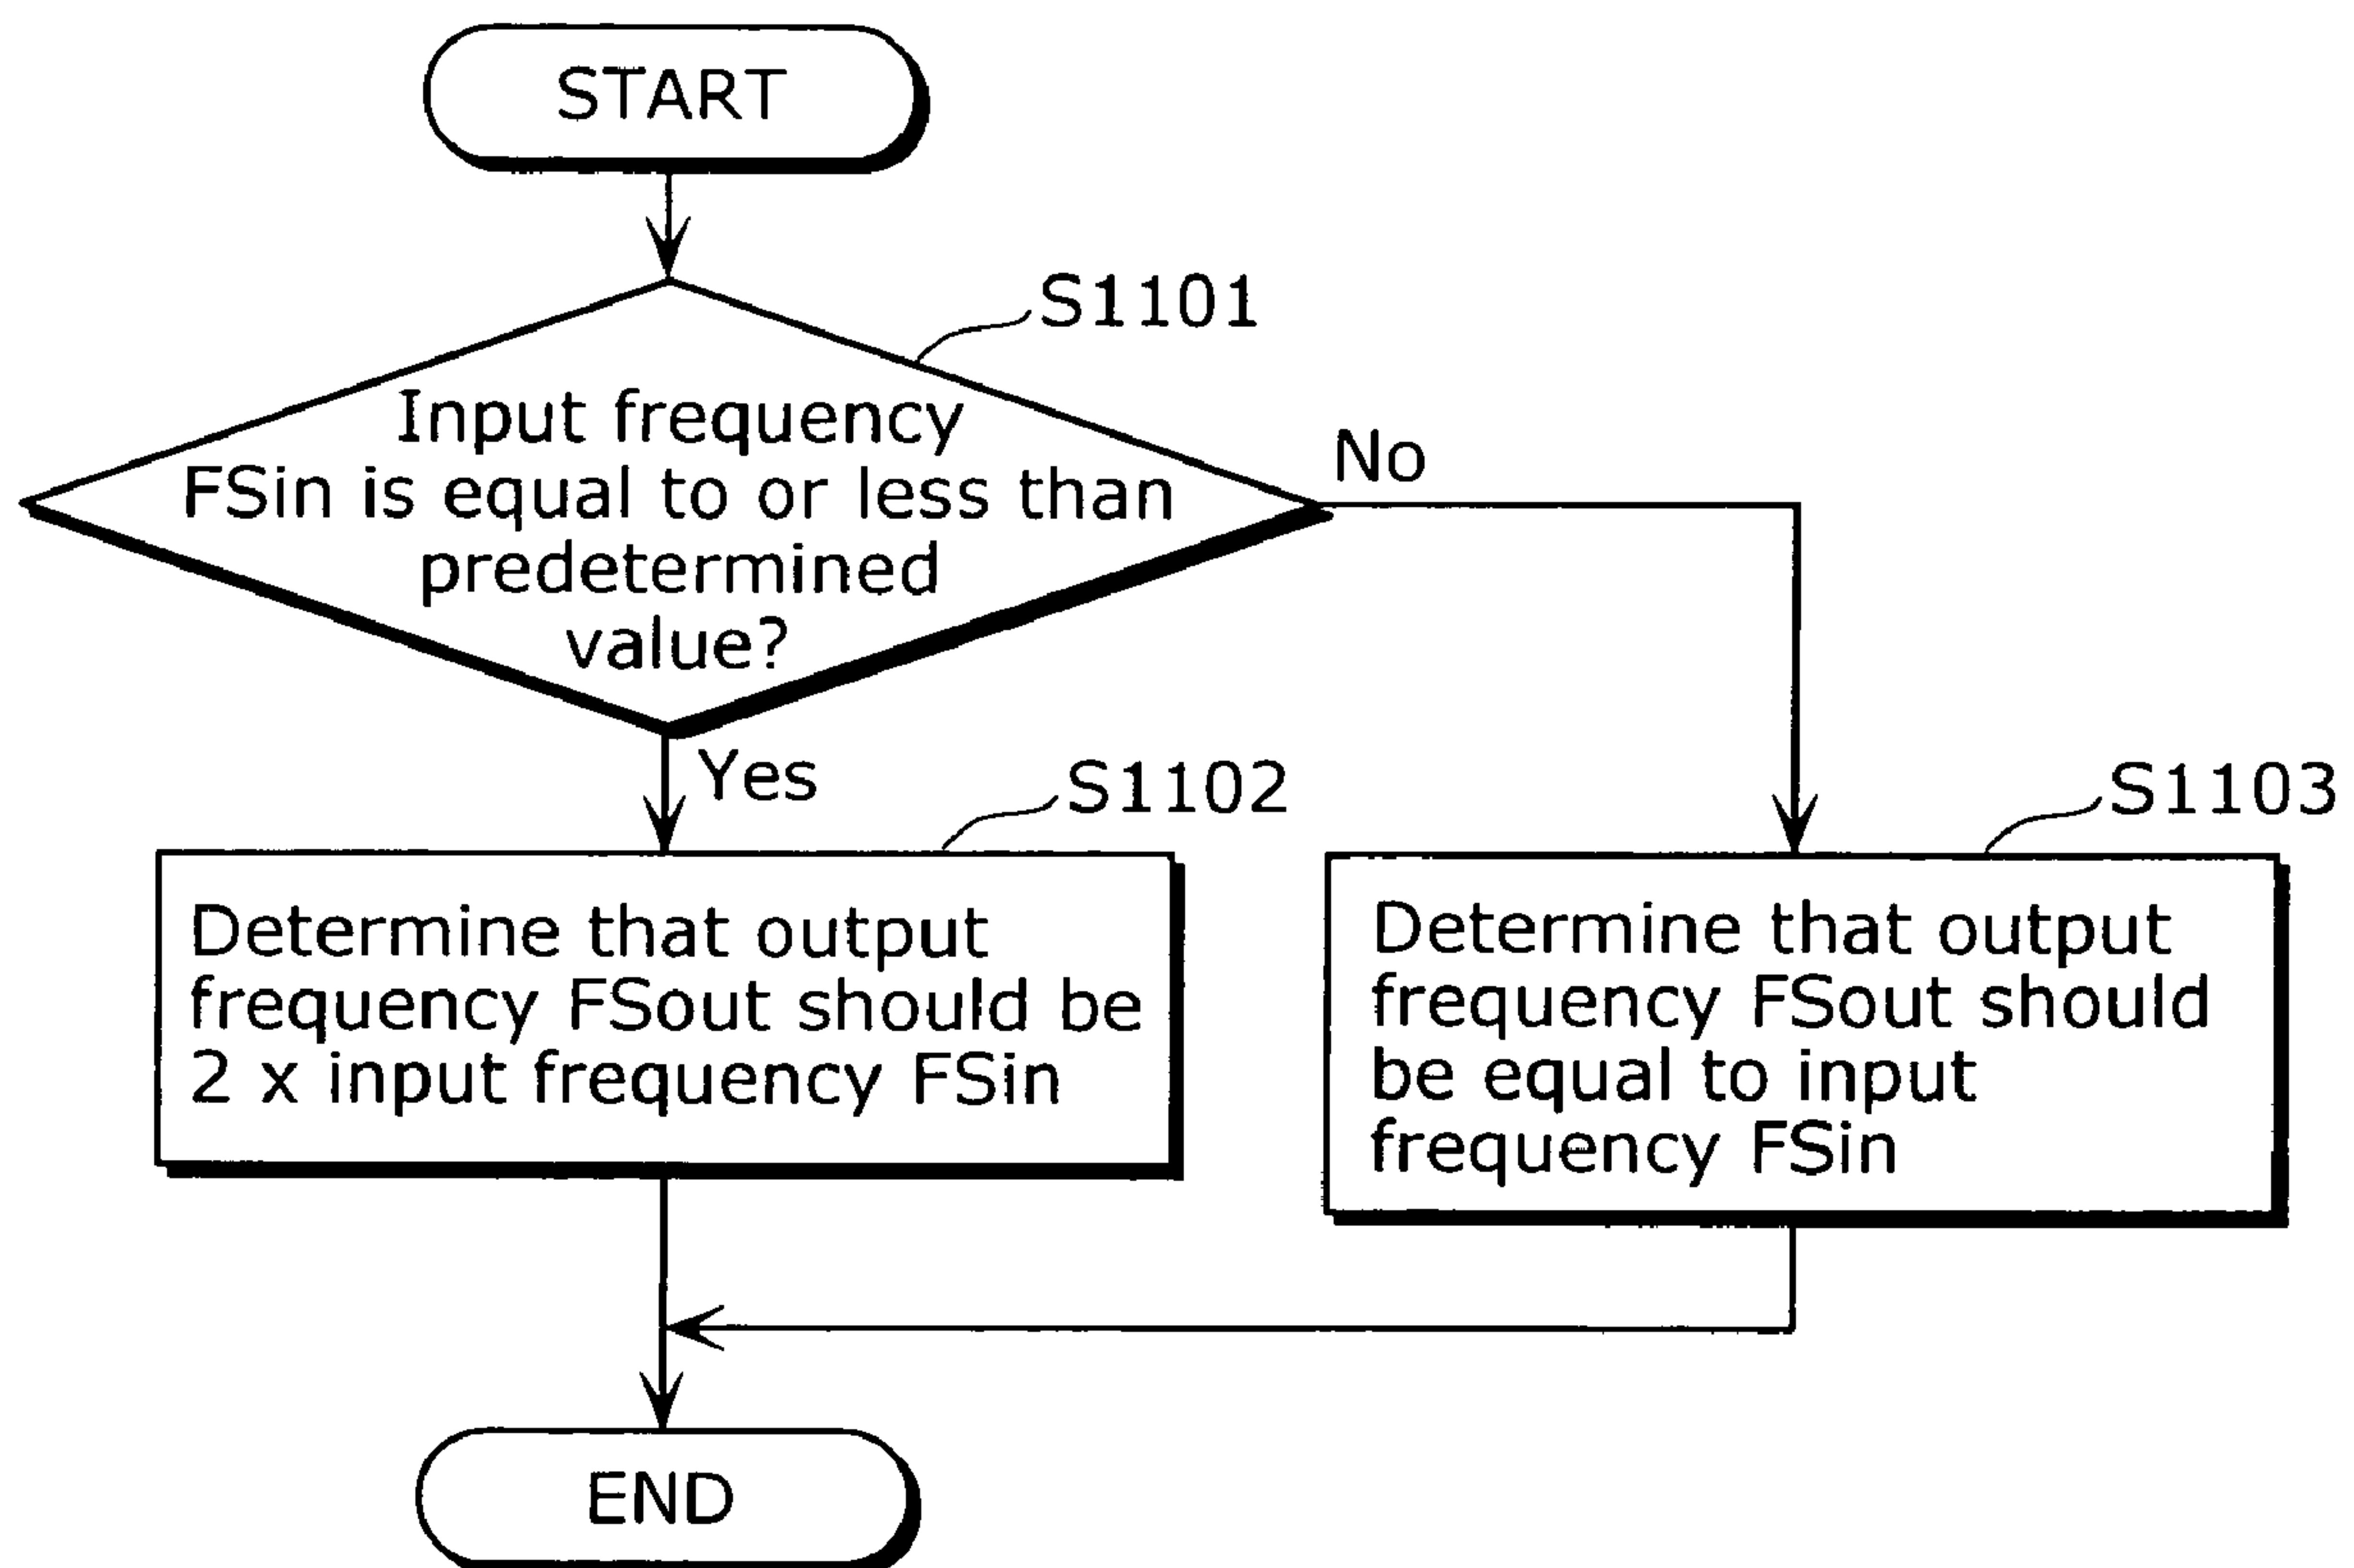 START
S1101
Input frequency
FSin is equal to or less than
predetermined
value?
No
Yes
S1102
Determine that output
frequency FSout should be
2 x input frequency FSin
S1103
Determine that output
frequency FSout should
be equal to input
frequency FSin
END